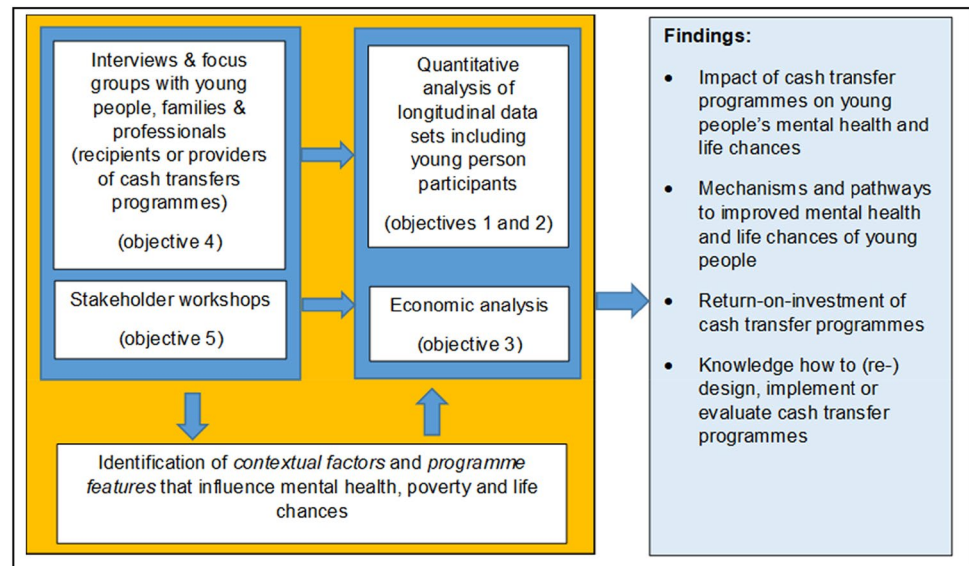 Interviews & focus
groups with young
people, families &
professionals
(recipients or providers
of cash transfers
programmes)
(objective 4)
Stakeholder workshops
(objective 5)
Quantitative
analysis of
longitudinal data
sets including
young person
participants
(objectives 1 and 2)
Economic analysis
(objective 3)
Identification of contextual factors and programme
features that influence mental health, poverty and life
chances
Findings:
• Impact of cash transfer
programmes on young
people's mental health and
life chances
• Mechanisms and pathways
to improved mental health
and life chances of young
people
• Return-on-investment of
cash transfer programmes
• Knowledge how to (re-)
design, implement or
evaluate cash transfer
programmes